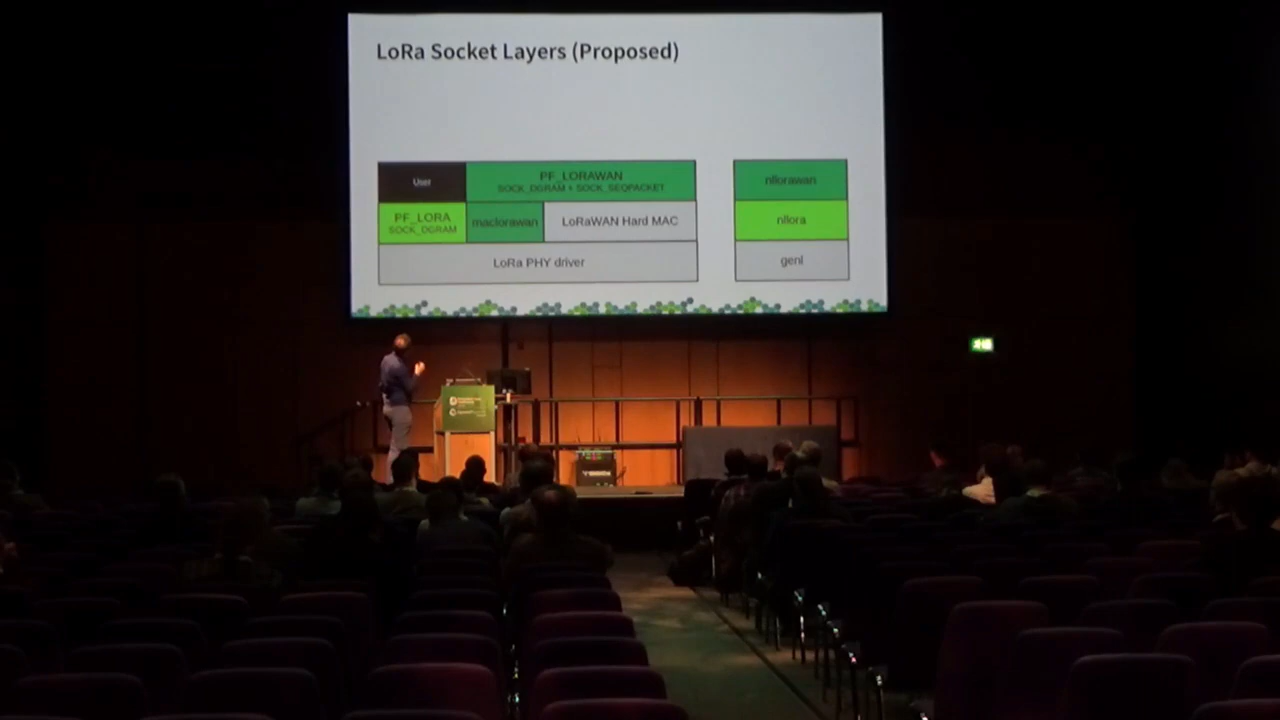 LoRa Socket Layers (Proposed)
User
PF_LORAWAN
SOCK_DGRAM + SOCK_SEQPACKET
PF_LORA
SOCK_DGRAM
maclorawan
LoRaWAN Hard MAC
LoRa PHY driver
nllorawan
nllora
genl